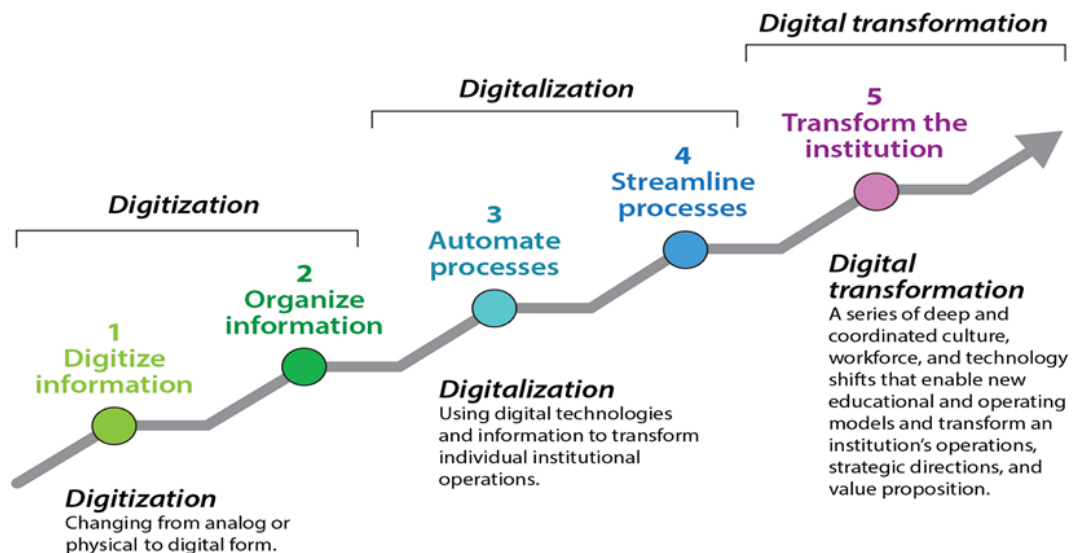 Digital transformation
Digitalization
5
Transform the
institution
4
Streamline
processes
Digitization
3
Automate
processes
2
Organize
information
1
Digitize
information
Digital
transformation
A series of deep and
coordinated culture,
workforce, and technology
shifts that enable new
educational and operating
models and transform an
institution's operations,
strategic directions, and
value proposition.
Digitalization
Using digital technologies
and information to transform
individual institutional
operations.
Digitization
Changing from analog or
physical to digital form.